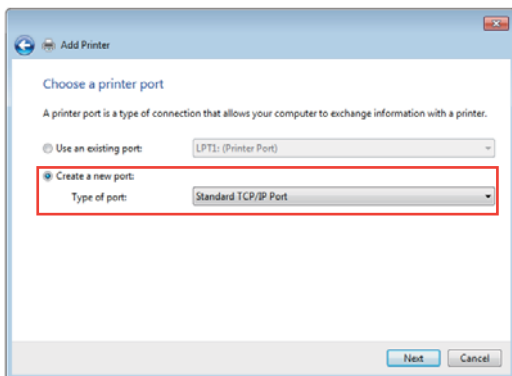 Add Printer
Choose a printer port
A printer port is a type of connection that allows your computer to exchange information with a printer.
Use an existing port: LPT1: (Printer Port)
Create a new port:
Type of port: Standard TCP/IP Port
Next Cancel